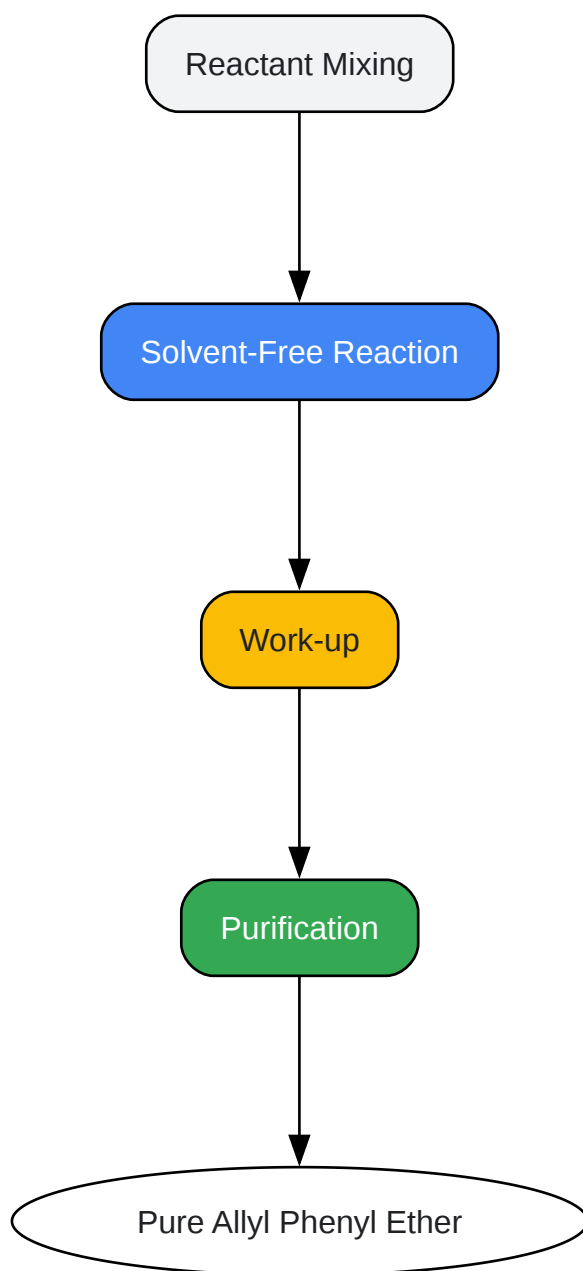 Reactant Mixing
Solvent-Free Reaction
Work-up
Purification
Pure Allyl Phenyl Ether